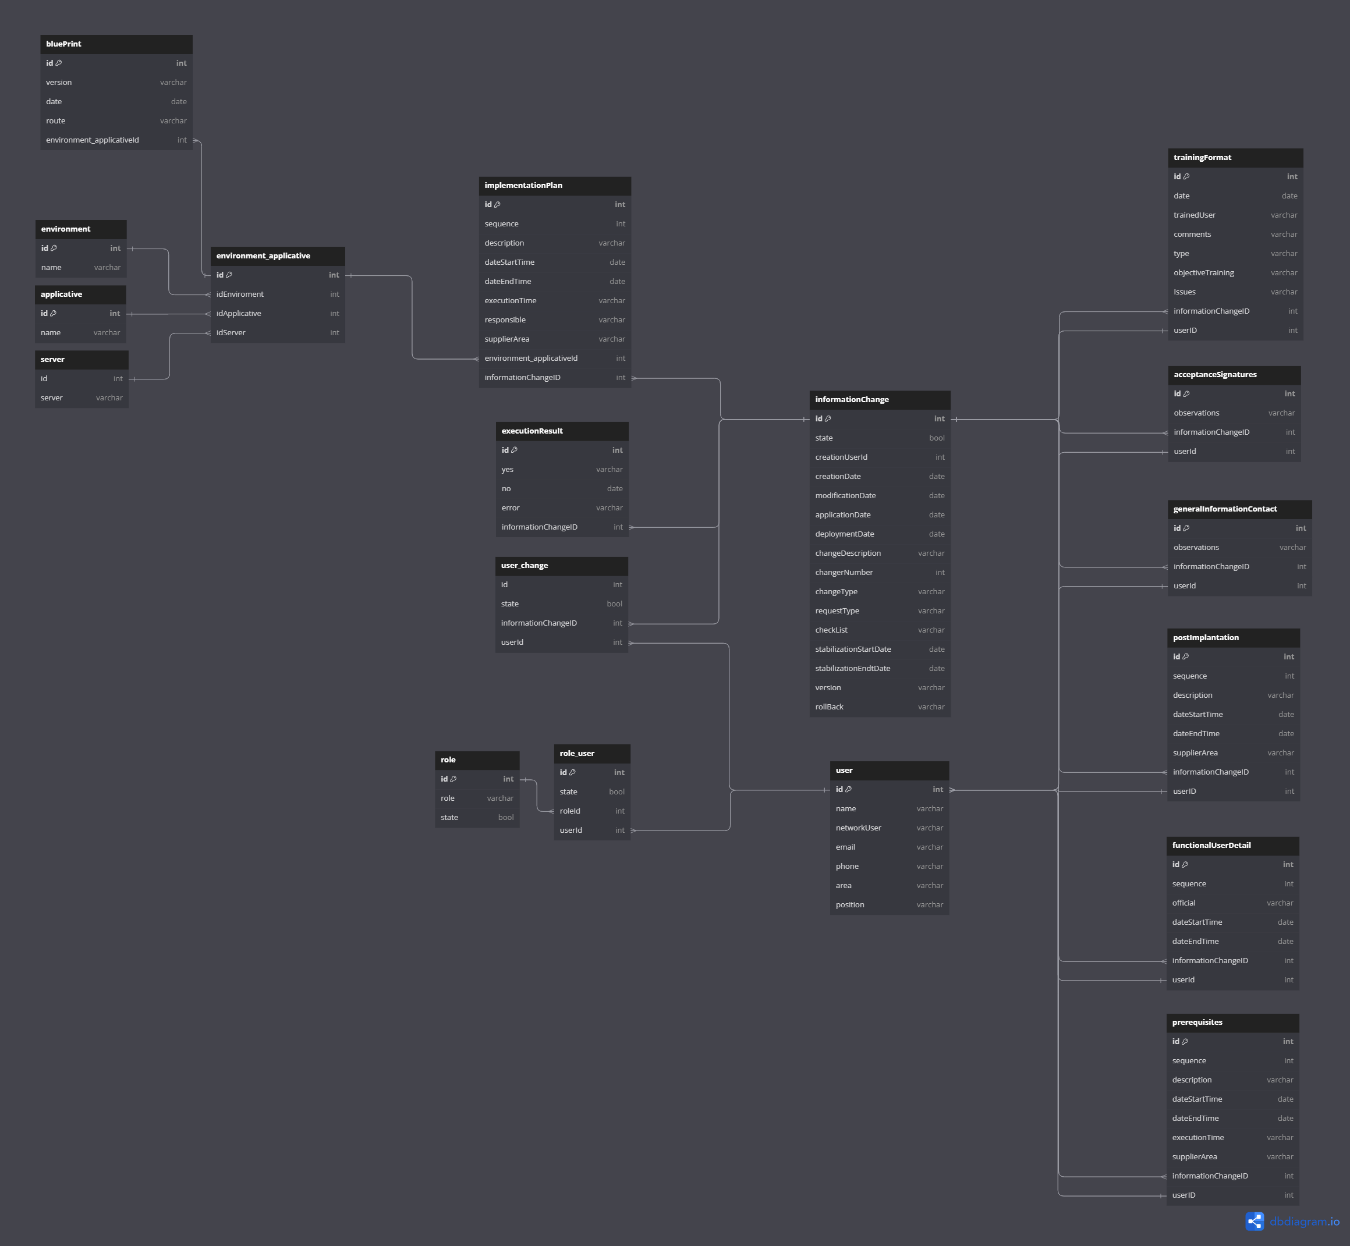 bluePrint
id int
version varchar
date date
route varchar
environment_applicativeId int
environment
id int
name varchar
applicative
id int
name varchar
server
id int
server varchar
environment_applicative
id int
idEnviroment int
idApplicative int
idServer int
implementationPlan
id int
sequence int
description varchar
dateStartTime date
dateEndTime date
executionTime varchar
responsible varchar
supplierArea varchar
environment_applicativeId int
informationChangeID int
executionResult
id int
yes varchar
no date
error varchar
informationChangeID int
user_change
id int
state bool
informationChangeID int
userId int
role
id int
role varchar
state bool
role_user
id int
state bool
roleId int
userId int
informationChange
id int
state bool
creationUserId int
creationDate date
modificationDate date
applicationDate date
deploymentDate date
changeDescription varchar
changerNumber int
changeType varchar
requestType varchar
checkList varchar
stabilizationStartDate date
stabilizationEndtDate date
version varchar
rollBack varchar
user
id int
name varchar
networkUser varchar
email varchar
phone varchar
area varchar
position varchar
trainingFormat
id int
date date
trainedUser varchar
comments varchar
type varchar
objectiveTraining varchar
issues varchar
informationChangeID int
userID int
acceptanceSignatures
id int
observations varchar
informationChangeID int
userId int
generalInformationContact
id int
observations varchar
informationChangeID int
userId int
postImplantation
id int
sequence int
description varchar
dateStartTime date
dateEndTime date
supplierArea varchar
informationChangeID int
userID int
functionalUserDetail
id int
sequence int
official varchar
dateStartTime date
dateEndTime date
informationChangeID int
userId int
prerequisites
id int
sequence int
description varchar
dateStartTime date
dateEndTime date
executionTime varchar
supplierArea varchar
informationChangeID int
userID int
dbdiagram.io